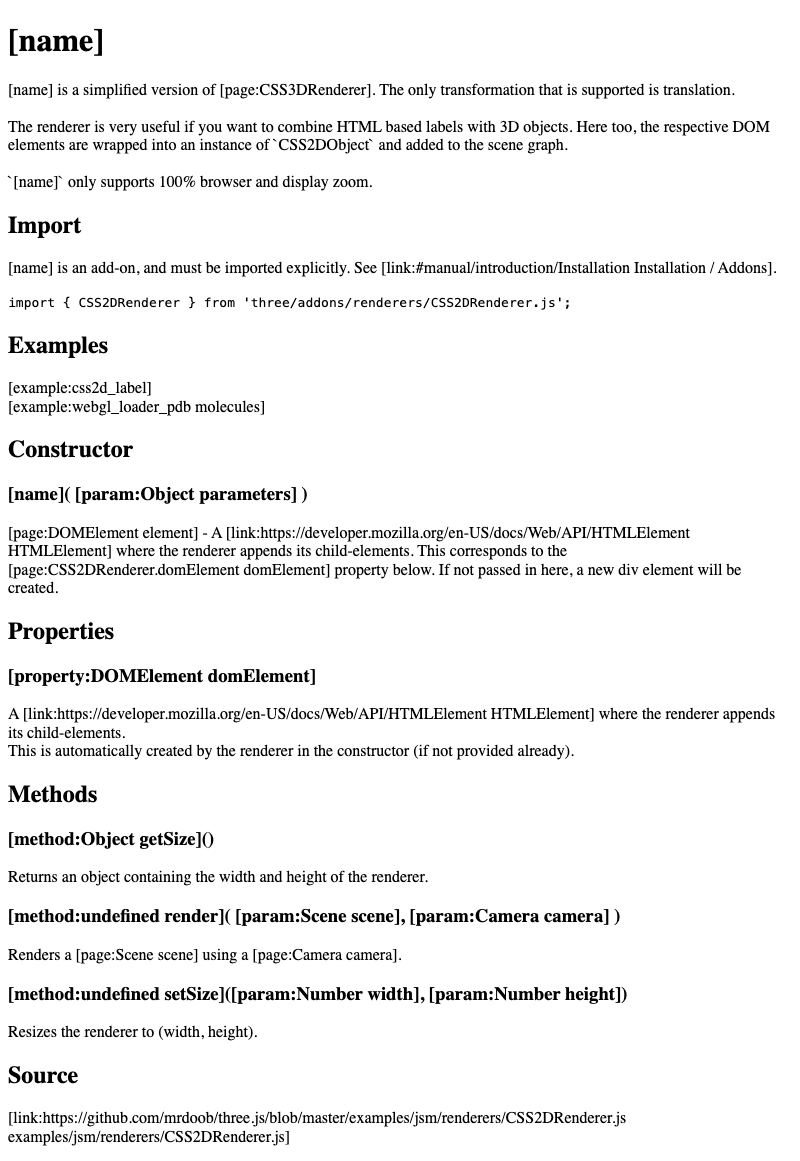 [name]
[name] is a simplified version of [page:CSS3DRenderer]. The only transformation that is supported is translation.
The renderer is very useful if you want to combine HTML based labels with 3D objects. Here too, the respective DOM
elements are wrapped into an instance of `CSS2DObject` and added to the scene graph.
`[name]` only supports 100% browser and display zoom.
Import
[name] is an add-on, and must be imported explicitly. See [link:#manual/introduction/Installation Installation / Addons].
import { CSS2DRenderer } from 'three/addons/renderers/CSS2DRenderer.js';
Examples
[example:css2d_label]
[example:webgl_loader_pdb molecules]
Constructor
[name]( [param:Object parameters] )
[page:DOMElement element] - A [link:https://developer.mozilla.org/en-US/docs/Web/API/HTMLElement
HTMLElement] where the renderer appends its child-elements. This corresponds to the
[page:CSS2DRenderer.domElement domElement] property below. If not passed in here, a new div element will be
created.
Properties
[property:DOMElement domElement]
A [link:https://developer.mozilla.org/en-US/docs/Web/API/HTMLElement HTMLElement] where the renderer appends
its child-elements.
This is automatically created by the renderer in the constructor (if not provided already).
Methods
[method:Object getSize]()
Returns an object containing the width and height of the renderer.
[method:undefined render]( [param:Scene scene], [param:Camera camera] )
Renders a [page:Scene scene] using a [page:Camera camera].
[method:undefined setSize]([param:Number width], [param:Number height])
Resizes the renderer to (width, height).
Source
[link:https://github.com/mrdoob/three.js/blob/master/examples/jsm/renderers/CSS2DRenderer.js
examples/jsm/renderers/CSS2DRenderer.js]